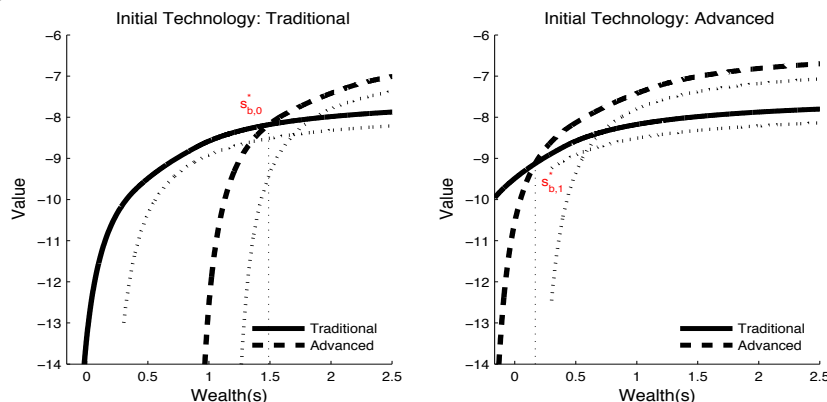 Initial Technology: Traditional
−6
−7
−8
−9
−10
−11
−12
−13
−14
Value
s*b,0
Traditional
Advanced
0
0.5
1
1.5
2
2.5
Wealth(s)
Initial Technology: Advanced
−6
−7
−8
−9
−10
−11
−12
−13
−14
Value
s*b,1
Traditional
Advanced
0
0.5
1
1.5
2
2.5
Wealth(s)